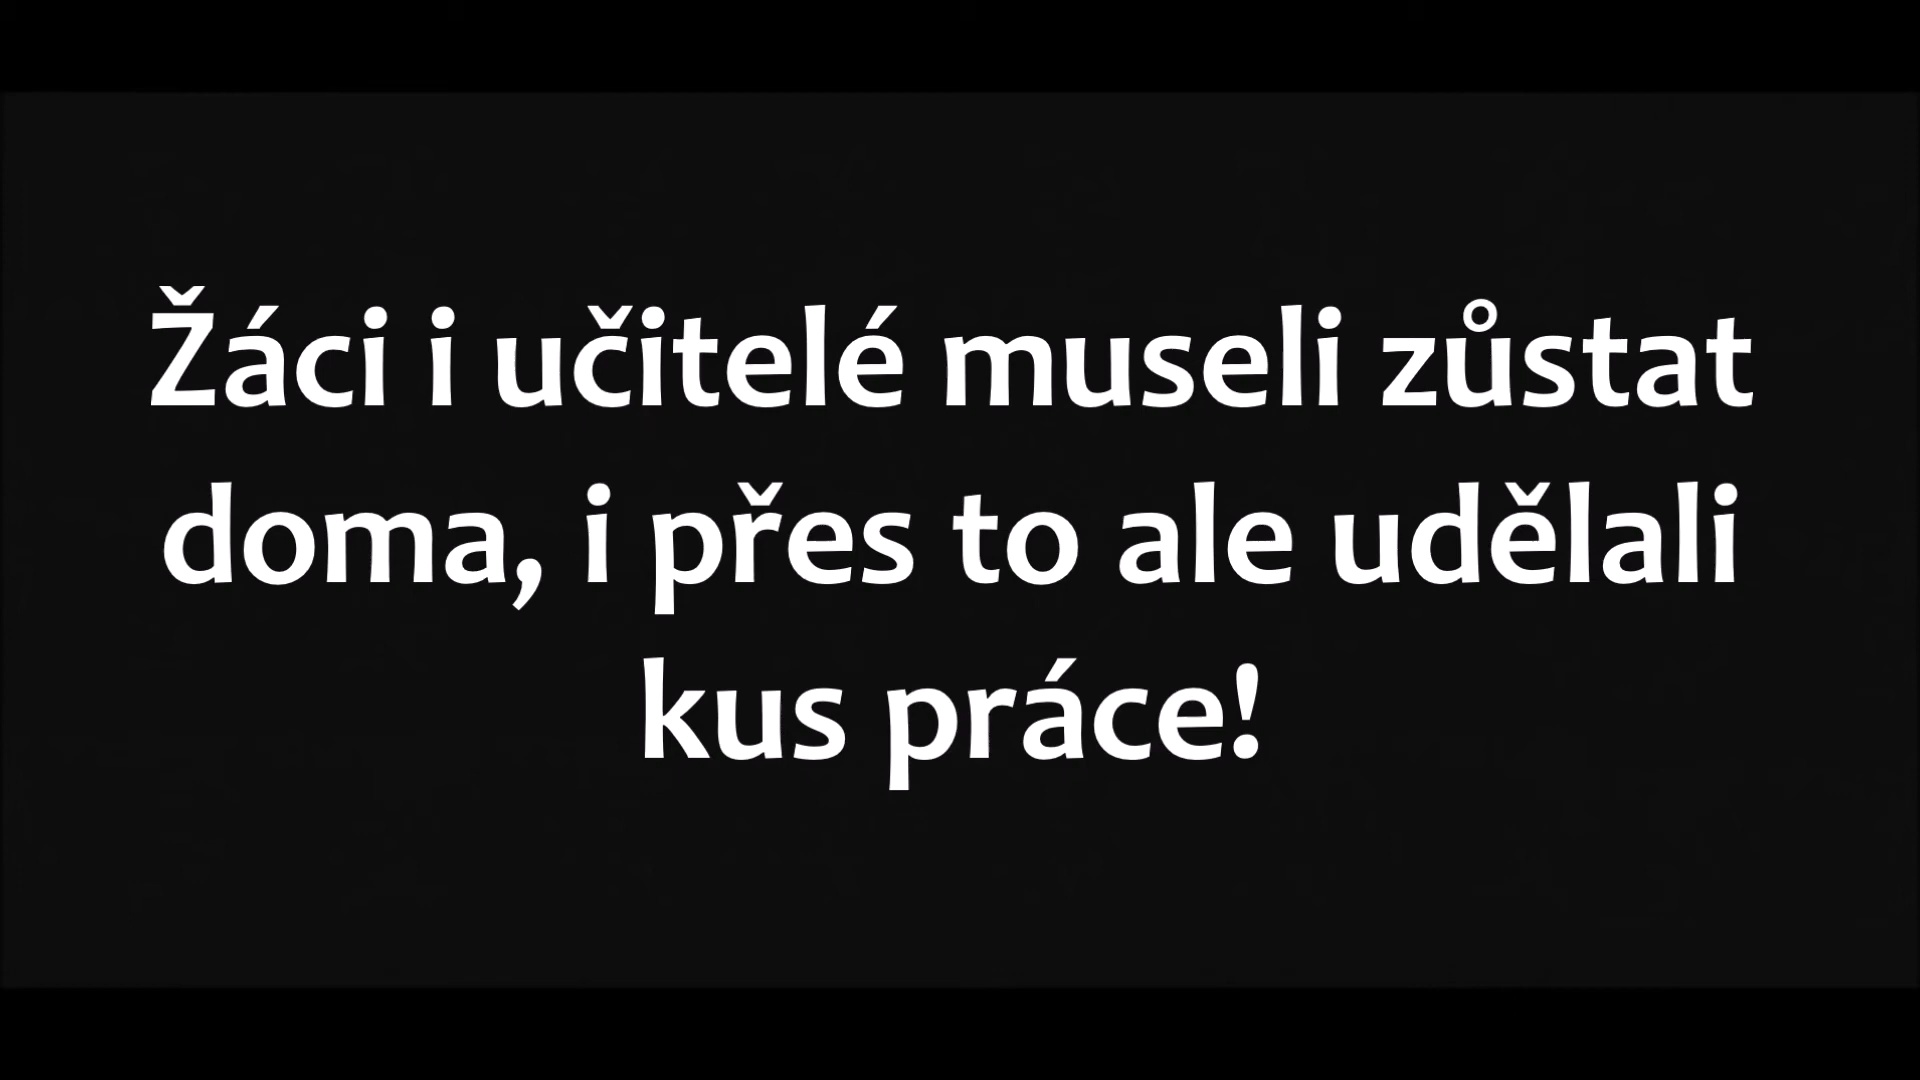 Žáci i učitelé museli zůstat
doma, i přes to ale udělali
kus práce!